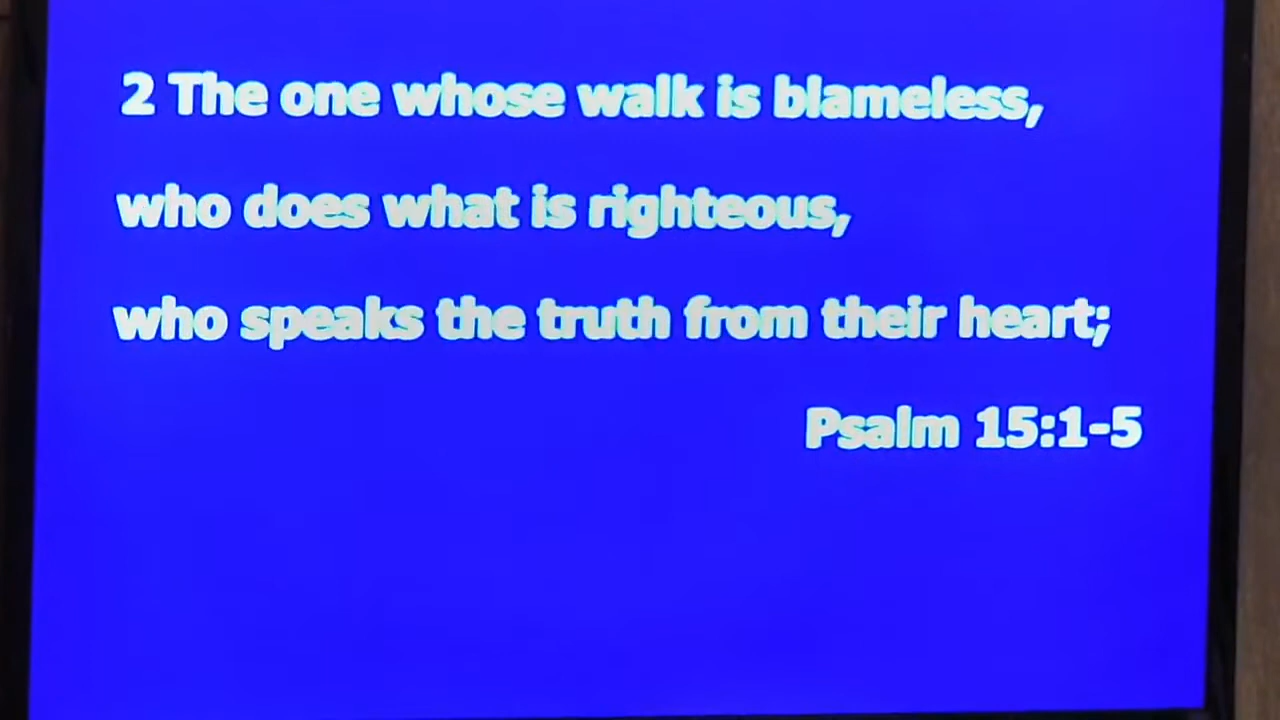 2 The one whose walk is blameless,
who does what is righteous,
who speaks the truth from their heart;
Psalm 15:1-5